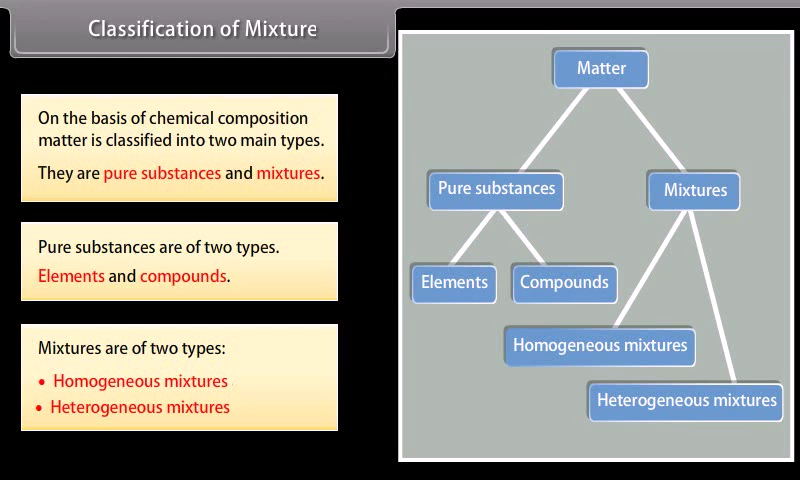 Classification of Mixture
On the basis of chemical composition
matter is classified into two main types.
They are pure substances and mixtures.
Pure substances are of two types.
Elements and compounds.
Mixtures are of two types:
• Homogeneous mixtures
• Heterogeneous mixtures
Matter
Pure substances
Mixtures
Elements
Compounds
Homogeneous mixtures
Heterogeneous mixtures